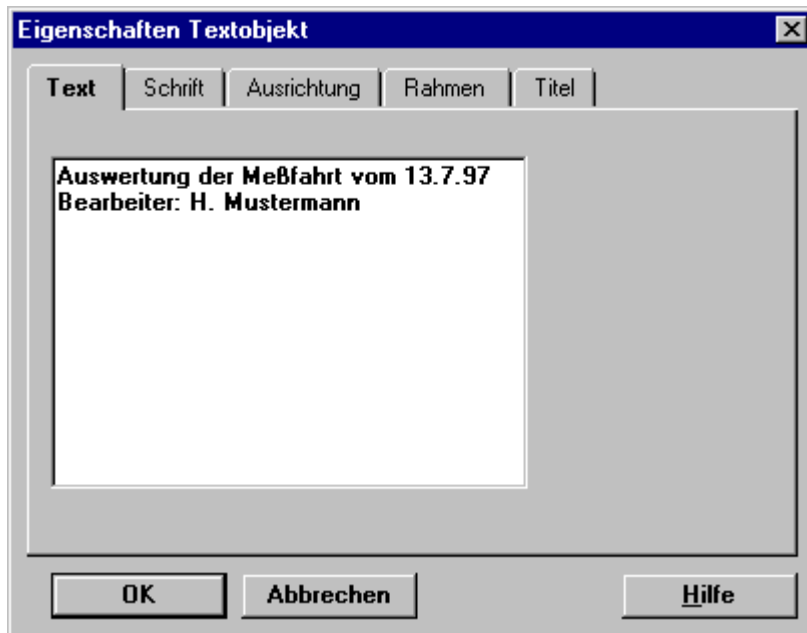 Eigenschaften Textobjekt
Text Schrift Ausrichtung Rahmen Titel
Auswertung der Meßfahrt vom 13.7.97
Bearbeiter: H. Mustermann
OK Abbrechen Hilfe